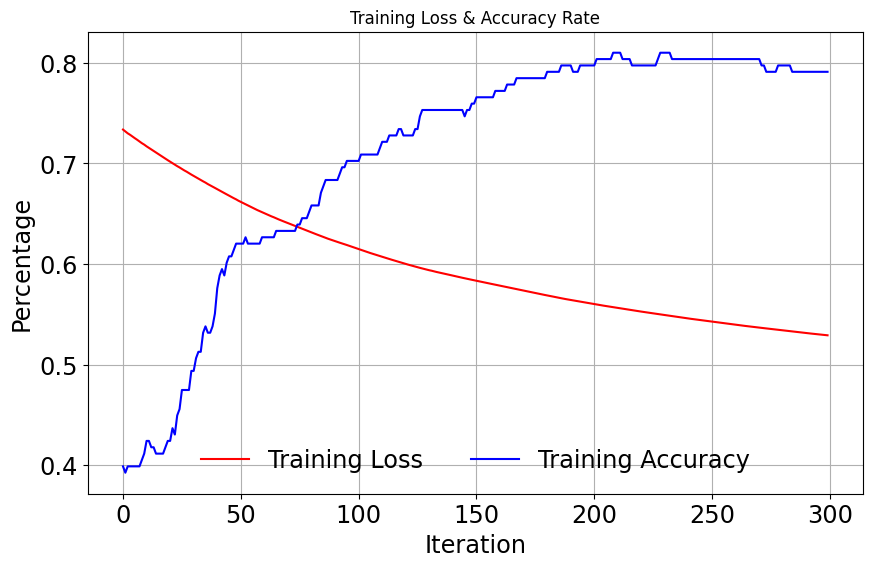 Training Loss & Accuracy Rate
Percentage
0.8
0.7
0.6
0.5
0.4
Training Loss Training Accuracy
0 50 100 150 200 250 300
Iteration